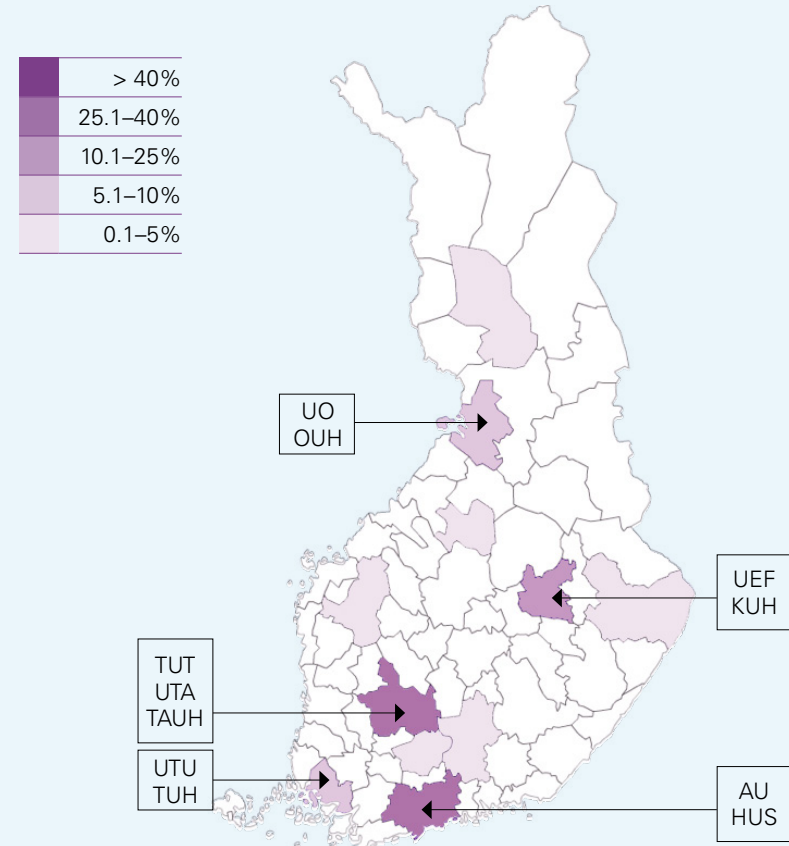 > 40%
25.1–40%
10.1–25%
5.1–10%
0.1–5%
UO
OUH
UEF
KUH
TUT
UTA
TAUH
UTU
TUH
AU
HUS